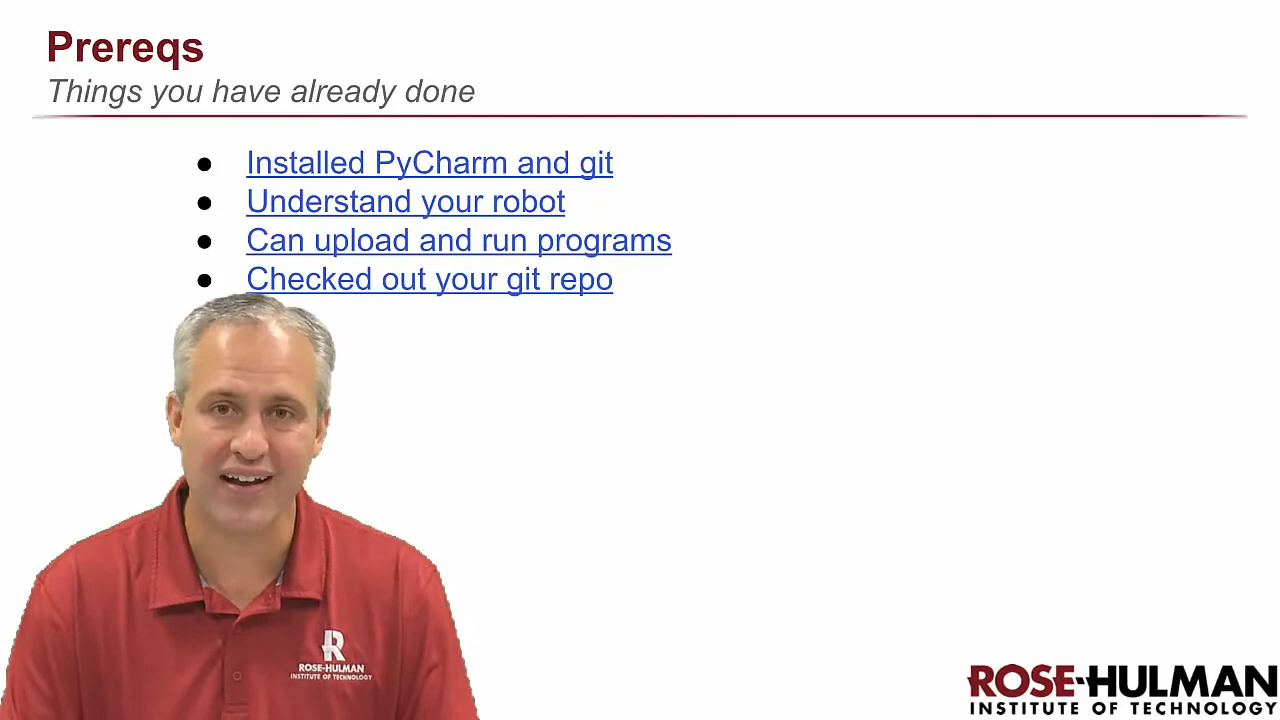 Prereqs
Things you have already done
● Installed PyCharm and git
● Understand your robot
● Can upload and run programs
● Checked out your git repo
R
ROSE-HULMAN
INSTITUTE OF TECHNOLOGY
ROSE-HULMAN
INSTITUTE OF TECHNOLOGY